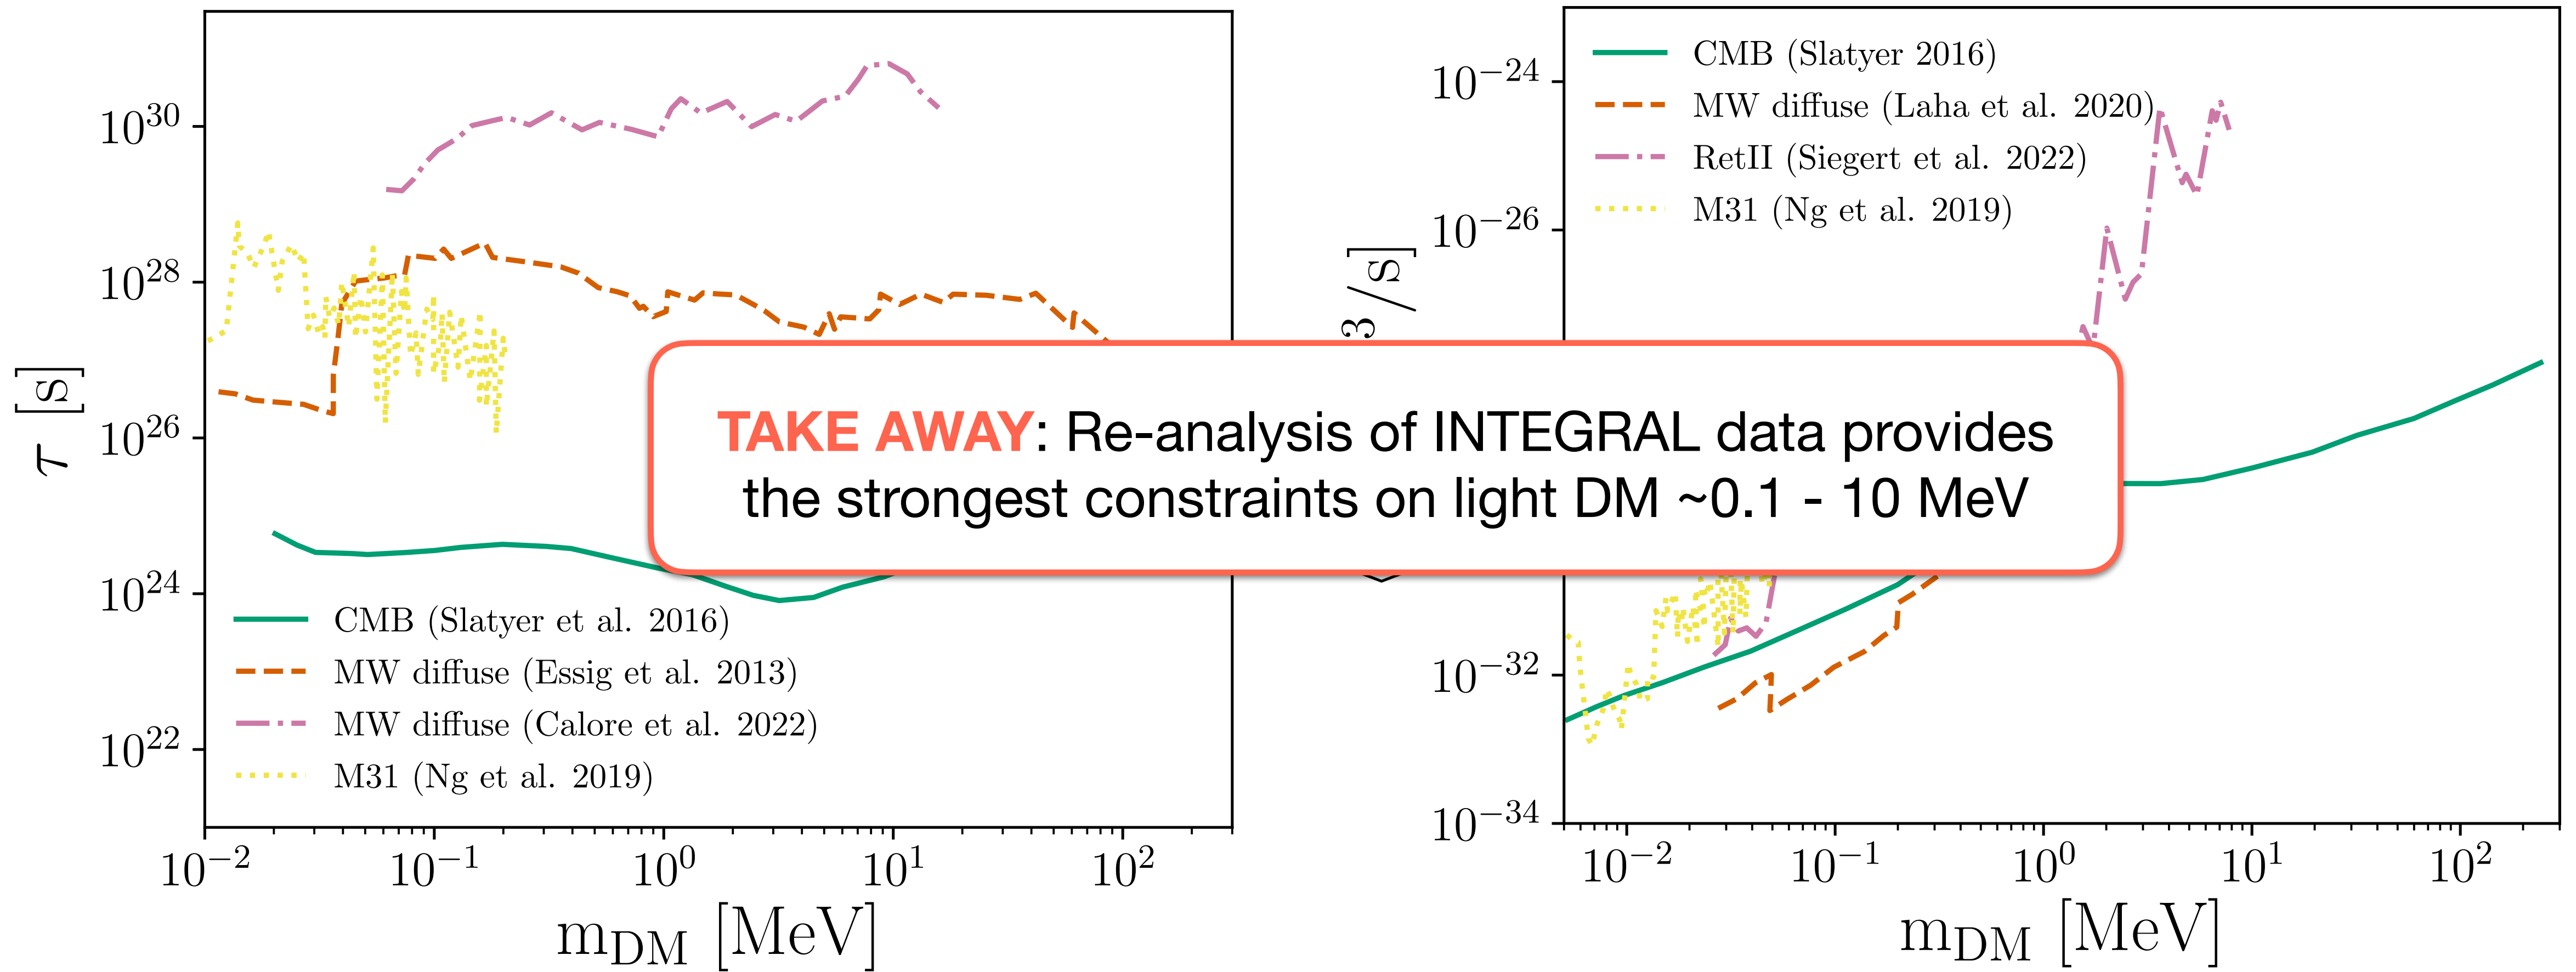 10^30
10^28
10^26
10^24
10^22
τ [s]
CMB (Slatyer et al. 2016)
MW diffuse (Essig et al. 2013)
MW diffuse (Calore et al. 2022)
M31 (Ng et al. 2019)
10^−2 10^−1 10^0 10^1 10^2
m_DM [MeV]
TAKE AWAY: Re-analysis of INTEGRAL data provides
the strongest constraints on light DM ~0.1 - 10 MeV
10^−24
10^−26
10^−32
10^−34
3/s]
CMB (Slatyer 2016)
MW diffuse (Laha et al. 2020)
RetII (Siegert et al. 2022)
M31 (Ng et al. 2019)
10^−2 10^−1 10^0 10^1 10^2
m_DM [MeV]